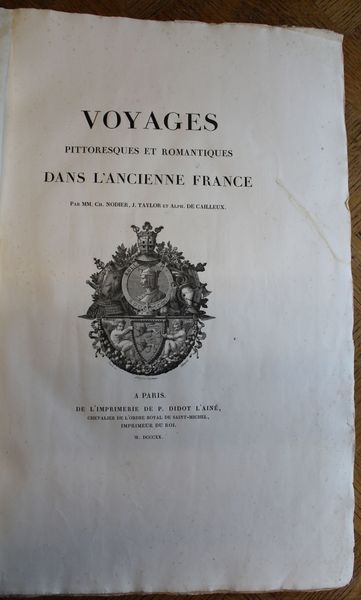 VOYAGES
PITTORESQUES ET ROMANTIQUES
DANS L'ANCIENNE FRANCE
PAR MM. CH. NODIER, J. TAYLOR ET ALPH. DE CAILLEUX.
A PARIS.
DE L'IMPRIMERIE DE P. DIDOT L'AINÉ,
CHEVALIER DE L'ORDRE ROYAL DE SAINT-MICHEL,
IMPRIMEUR DU ROI.
M. DCCCXX.